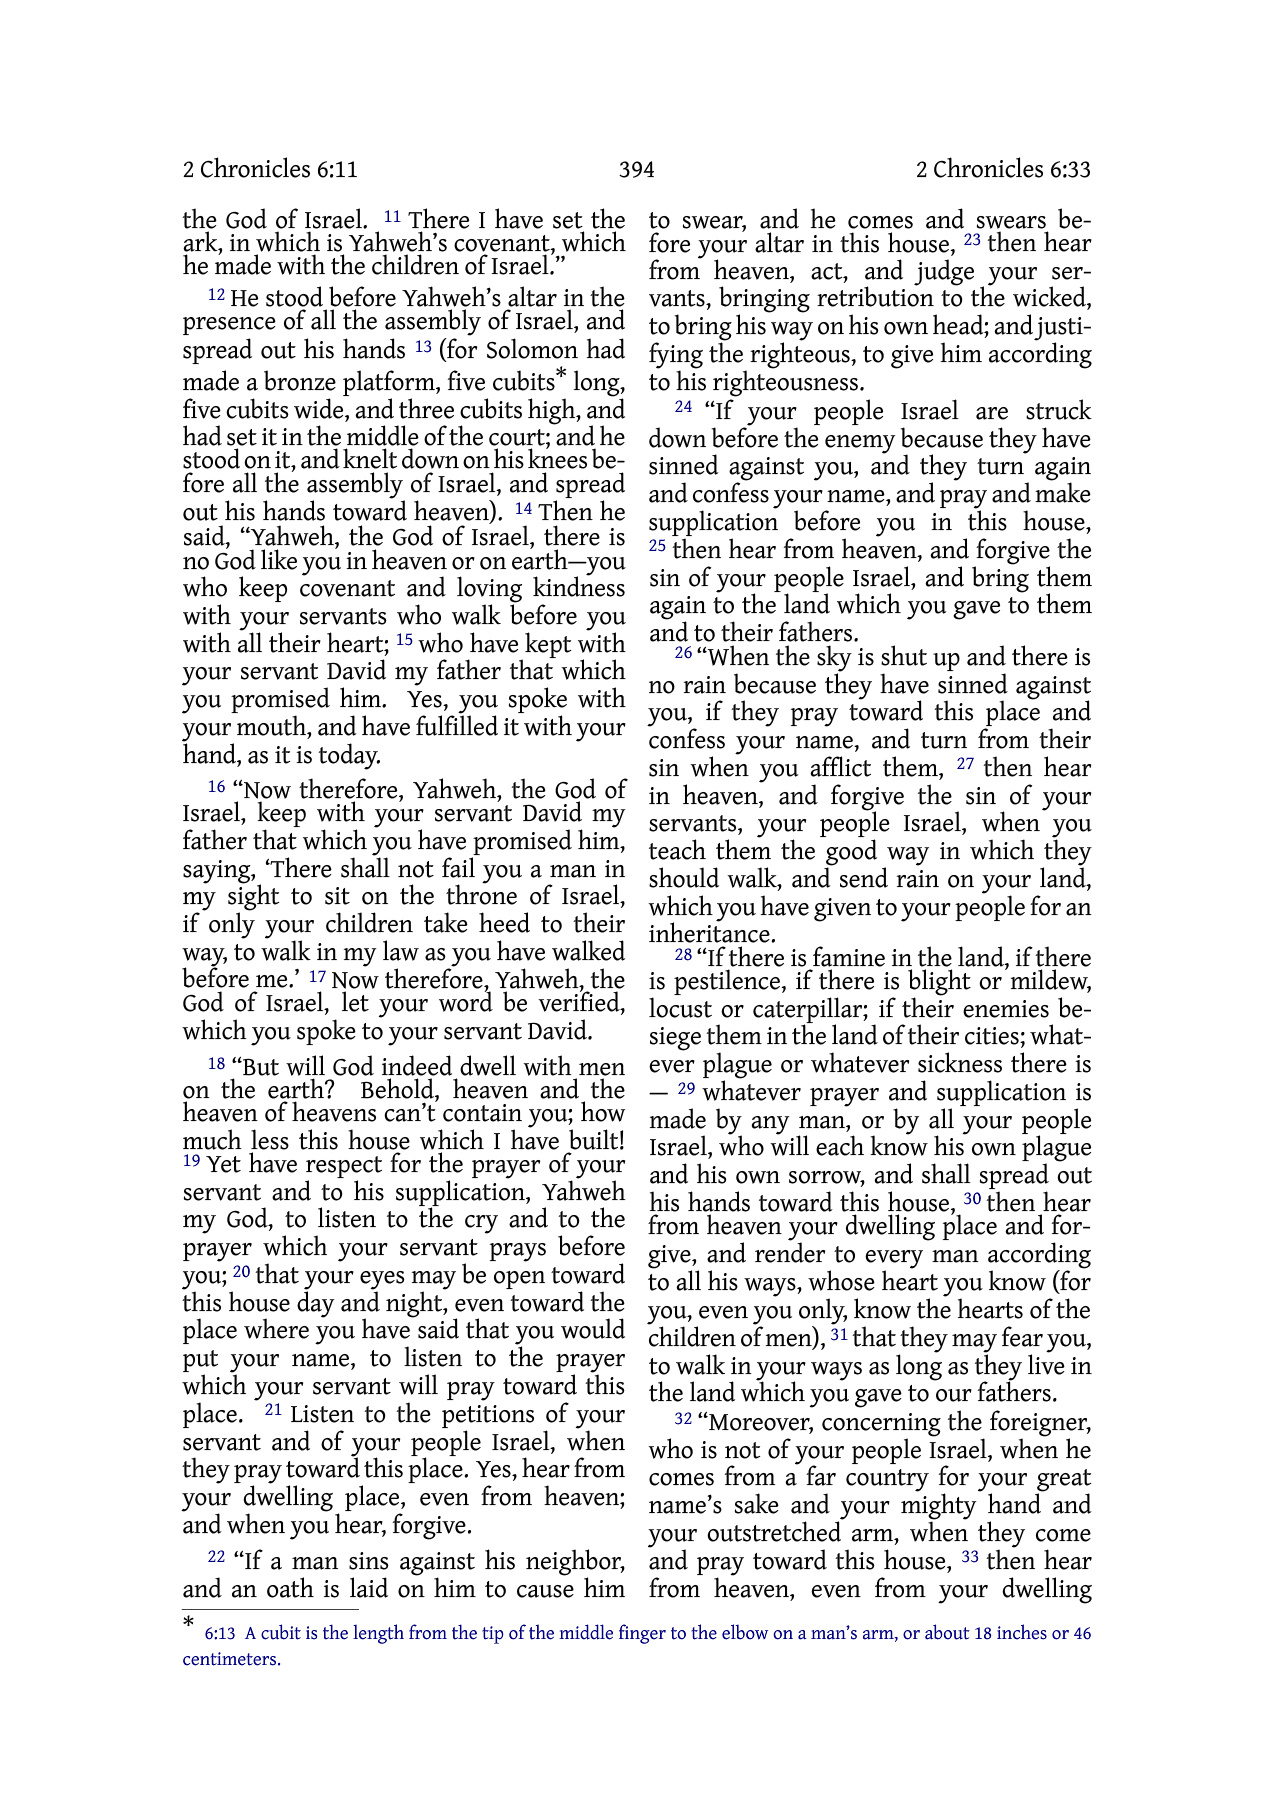 2 Chronicles 6:11 394 2 Chronicles 6:33
the God of Israel. 11 There I have set the
ark, in which is Yahweh’s covenant, which
he made with the children of Israel.”
12 He stood before Yahweh’s altar in the
presence of all the assembly of Israel, and
spread out his hands 13 (for Solomon had
made a bronze platform, five cubits* long,
five cubits wide, and three cubits high, and
had set it in the middle of the court; and he
stood on it, and knelt down on his knees be-
fore all the assembly of Israel, and spread
out his hands toward heaven). 14 Then he
said, “Yahweh, the God of Israel, there is
no God like you in heaven or on earth—you
who keep covenant and loving kindness
with your servants who walk before you
with all their heart; 15 who have kept with
your servant David my father that which
you promised him. Yes, you spoke with
your mouth, and have fulfilled it with your
hand, as it is today.
16 “Now therefore, Yahweh, the God of
Israel, keep with your servant David my
father that which you have promised him,
saying, ‘There shall not fail you a man in
my sight to sit on the throne of Israel,
if only your children take heed to their
way, to walk in my law as you have walked
before me.’ 17 Now therefore, Yahweh, the
God of Israel, let your word be verified,
which you spoke to your servant David.
18 “But will God indeed dwell with men
on the earth? Behold, heaven and the
heaven of heavens can’t contain you; how
much less this house which I have built!
19 Yet have respect for the prayer of your
servant and to his supplication, Yahweh
my God, to listen to the cry and to the
prayer which your servant prays before
you; 20 that your eyes may be open toward
this house day and night, even toward the
place where you have said that you would
put your name, to listen to the prayer
which your servant will pray toward this
place. 21 Listen to the petitions of your
servant and of your people Israel, when
they pray toward this place. Yes, hear from
your dwelling place, even from heaven;
and when you hear, forgive.
22 “If a man sins against his neighbor,
and an oath is laid on him to cause him
to swear, and he comes and swears be-
fore your altar in this house, 23 then hear
from heaven, act, and judge your ser-
vants, bringing retribution to the wicked,
to bring his way on his own head; and justi-
fying the righteous, to give him according
to his righteousness.
24 “If your people Israel are struck
down before the enemy because they have
sinned against you, and they turn again
and confess your name, and pray and make
supplication before you in this house,
25 then hear from heaven, and forgive the
sin of your people Israel, and bring them
again to the land which you gave to them
and to their fathers.
26 “When the sky is shut up and there is
no rain because they have sinned against
you, if they pray toward this place and
confess your name, and turn from their
sin when you afflict them, 27 then hear
in heaven, and forgive the sin of your
servants, your people Israel, when you
teach them the good way in which they
should walk, and send rain on your land,
which you have given to your people for an
inheritance.
28 “If there is famine in the land, if there
is pestilence, if there is blight or mildew,
locust or caterpillar; if their enemies be-
siege them in the land of their cities; what-
ever plague or whatever sickness there is
— 29 whatever prayer and supplication is
made by any man, or by all your people
Israel, who will each know his own plague
and his own sorrow, and shall spread out
his hands toward this house, 30 then hear
from heaven your dwelling place and for-
give, and render to every man according
to all his ways, whose heart you know (for
you, even you only, know the hearts of the
children of men), 31 that they may fear you,
to walk in your ways as long as they live in
the land which you gave to our fathers.
32 “Moreover, concerning the foreigner,
who is not of your people Israel, when he
comes from a far country for your great
name’s sake and your mighty hand and
your outstretched arm, when they come
and pray toward this house, 33 then hear
from heaven, even from your dwelling
* 6:13 A cubit is the length from the tip of the middle finger to the elbow on a man’s arm, or about 18 inches or 46
centimeters.